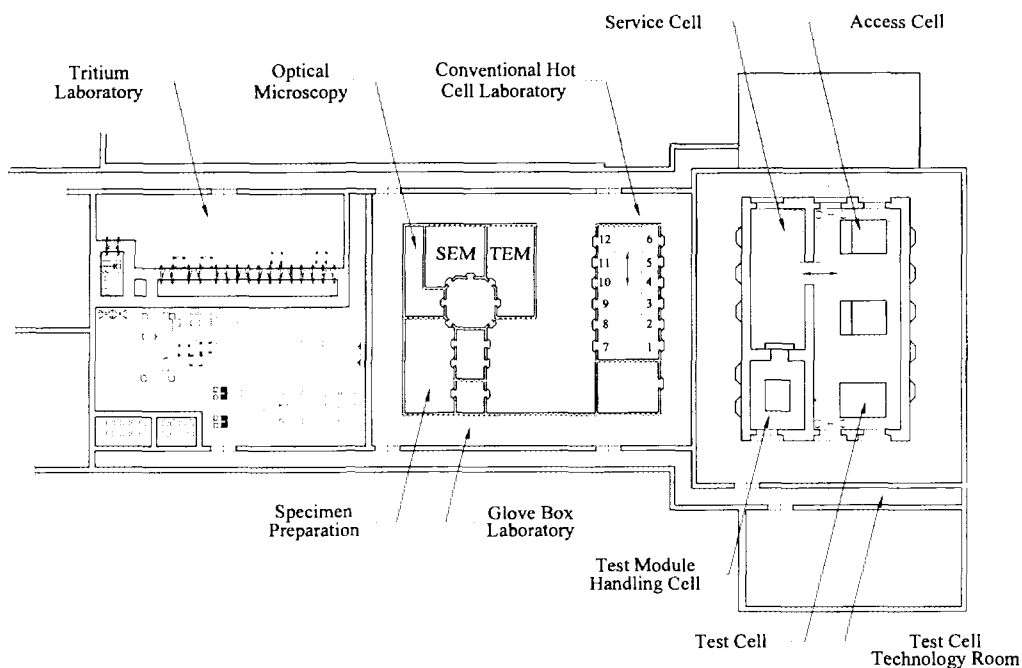 Service Cell
Access Cell
Tritium
Laboratory
Optical
Microscopy
Conventional Hot
Cell Laboratory
SEM
TEM
12 6
11 5
10 4
9 3
8 2
7 1
Specimen
Preparation
Glove Box
Laboratory
Test Module
Handling Cell
Test Cell
Test Cell
Technology Room